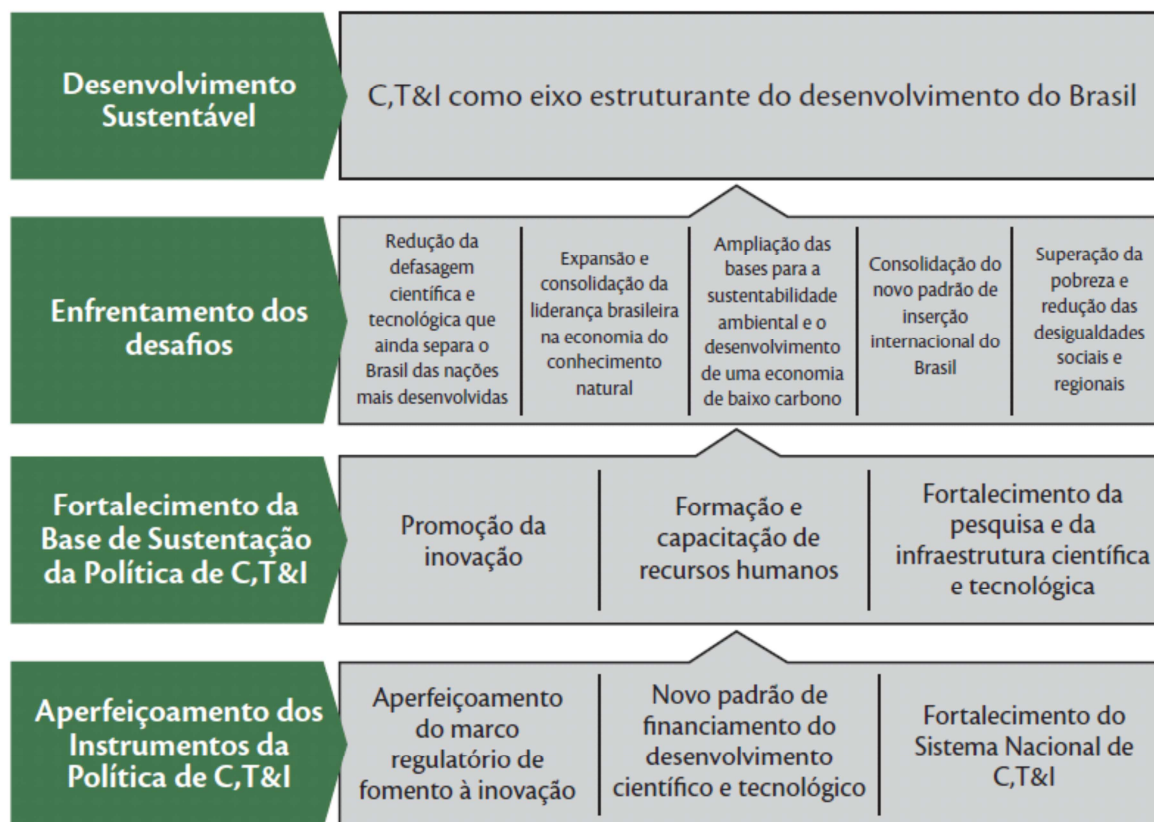 Desenvolvimento
Sustentável
C,T&I como eixo estruturante do desenvolvimento do Brasil
Enfrentamento dos
desafios
Redução da
defasagem
científica e
tecnológica que
ainda separa o
Brasil das nações
mais desenvolvidas
Expansão e
consolidação da
liderança brasileira
na economia do
conhecimento
natural
Ampliação das
bases para a
sustentabilidade
ambiental e o
desenvolvimento
de uma economia
de baixo carbono
Consolidação do
novo padrão de
inserção
internacional do
Brasil
Superação da
pobreza e
redução das
desigualdades
sociais e
regionais
Fortalecimento da
Base de Sustentação
da Política de C,T&I
Promoção da
inovação
Formação e
capacitação de
recursos humanos
Fortalecimento da
pesquisa e da
infraestrutura científica
e tecnológica
Aperfeiçoamento dos
Instrumentos da
Política de C,T&I
Aperfeiçoamento
do marco
regulatório de
fomento à inovação
Novo padrão de
financiamento do
desenvolvimento
científico e tecnológico
Fortalecimento do
Sistema Nacional de
C,T&I